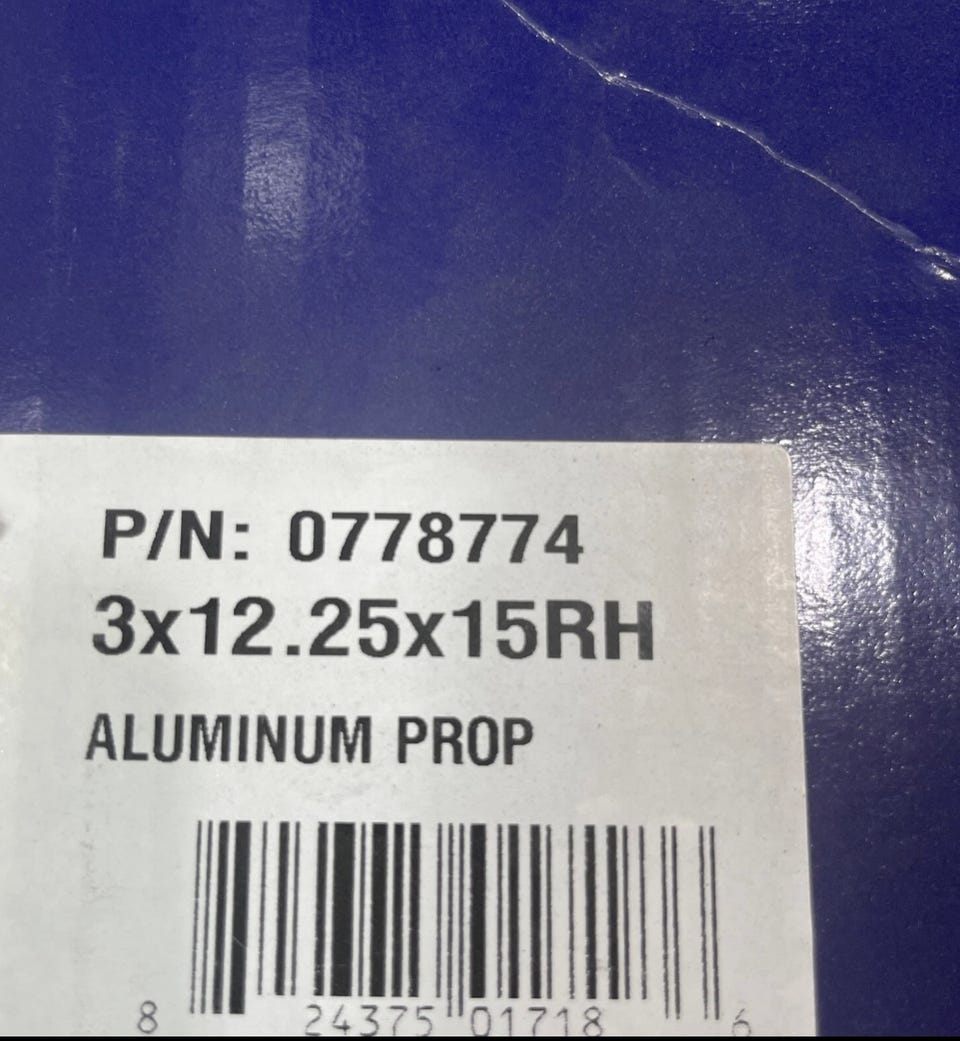 P/N: 0778774
3x12.25x15RH
ALUMINUM PROP
8 24375 01718 6